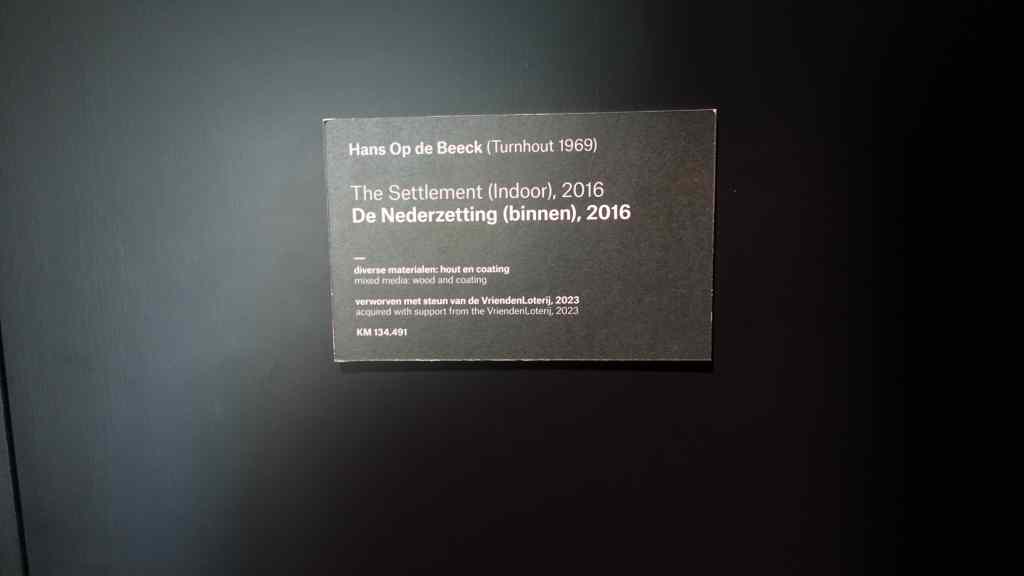 Hans Op de Beeck (Turnhout 1969)
The Settlement (Indoor), 2016
De Nederzetting (binnen), 2016
diverse materialen: hout en coating
mixed media: wood and coating
verworven met steun van de VriendenLoterij, 2023
acquired with support from the VriendenLoterij, 2023
KM 134.491